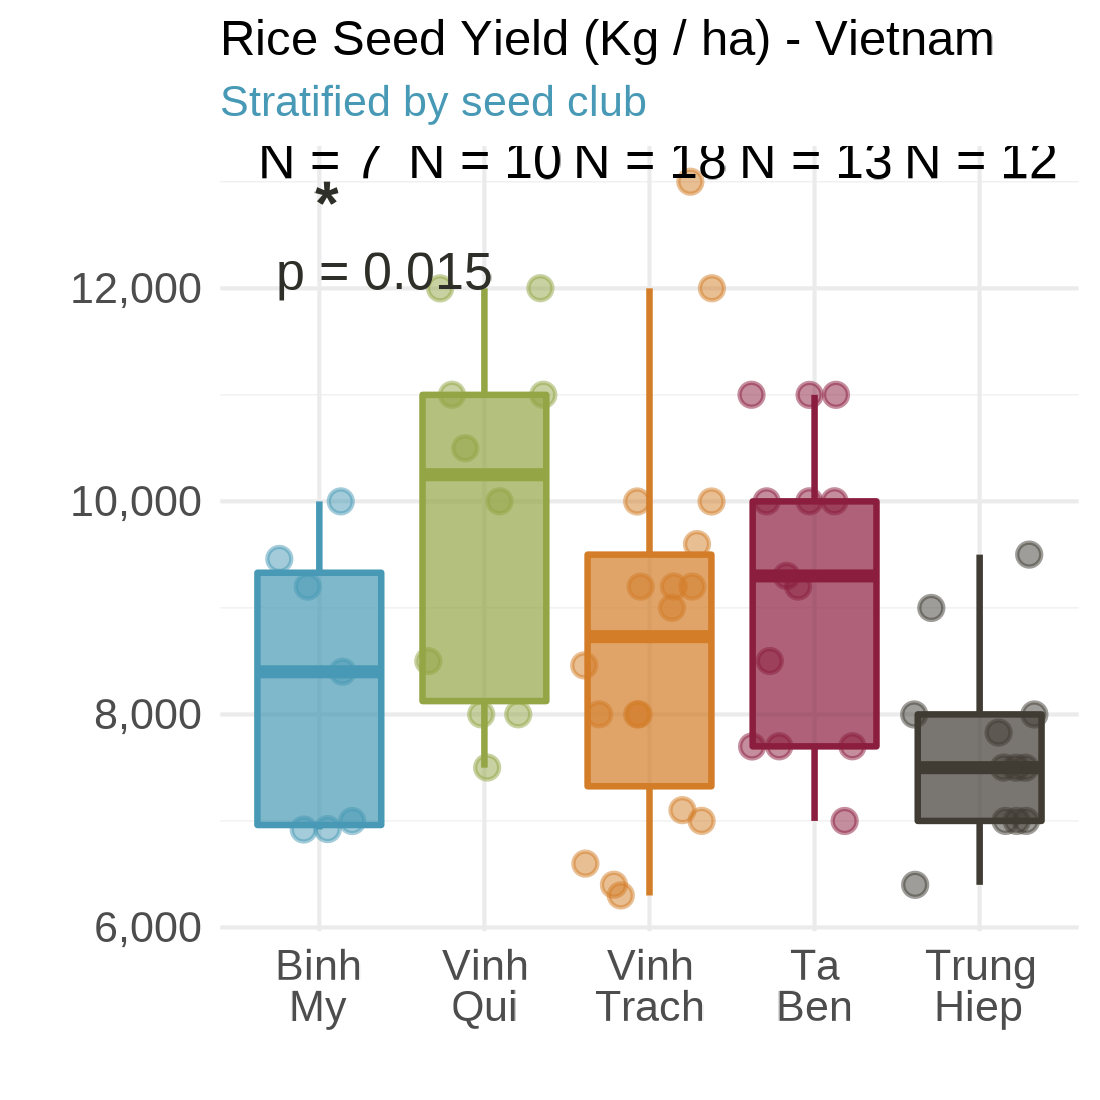 Rice Seed Yield (Kg / ha) - Vietnam
Stratified by seed club
N = 7 N = 10 N = 18 N = 13 N = 12
*
p = 0.015
12,000
10,000
8,000
6,000
Binh My
Vinh Qui
Vinh Trach
Ta Ben
Trung Hiep